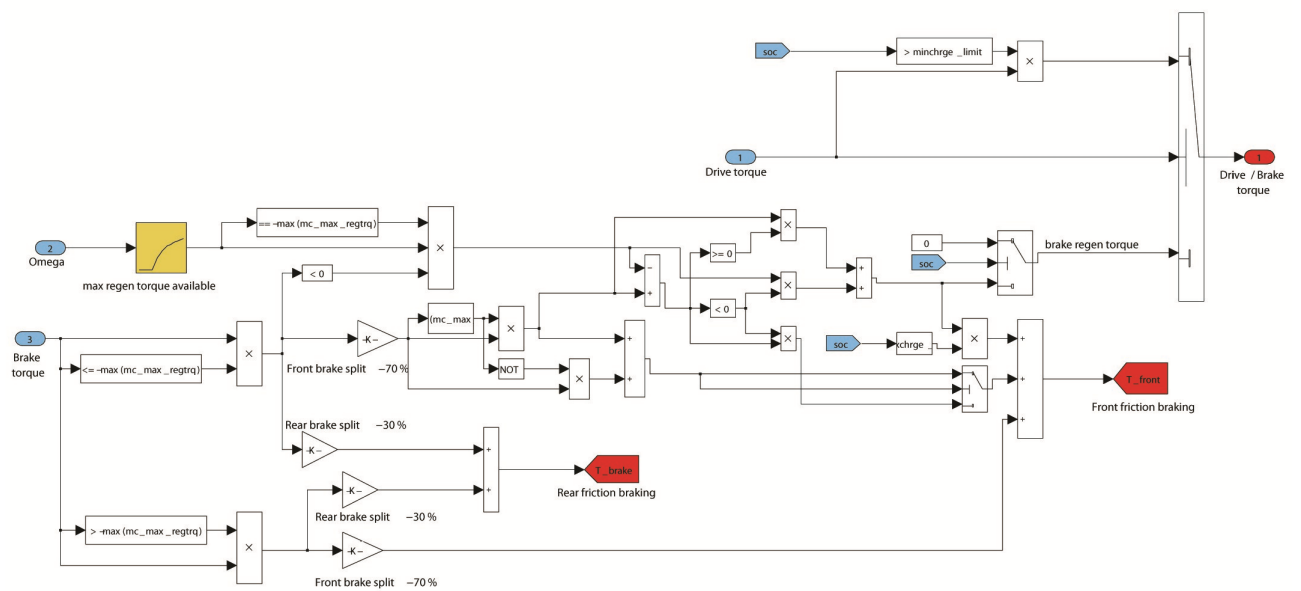 soc
> minchrge _limit
×
1
Drive torque
1
Drive / Brake
torque
2
Omega
max regen torque available
== -max (mc_max _regtrq)
×
< 0
>= 0
< 0
×
×
×
−
+
+
+
0
soc
brake regen torque
3
Brake
torque
<= -max (mc_max _regtrq)
×
-K-
Front brake split −70 %
(mc_max
×
NOT
×
+
+
soc
xchrge _
×
+
+
+
T _front
Front friction braking
Rear brake split −30 %
-K-
+
+
T _brake
Rear friction braking
-K-
Rear brake split −30 %
> -max (mc_max _regtrq)
×
-K-
Front brake split −70 %